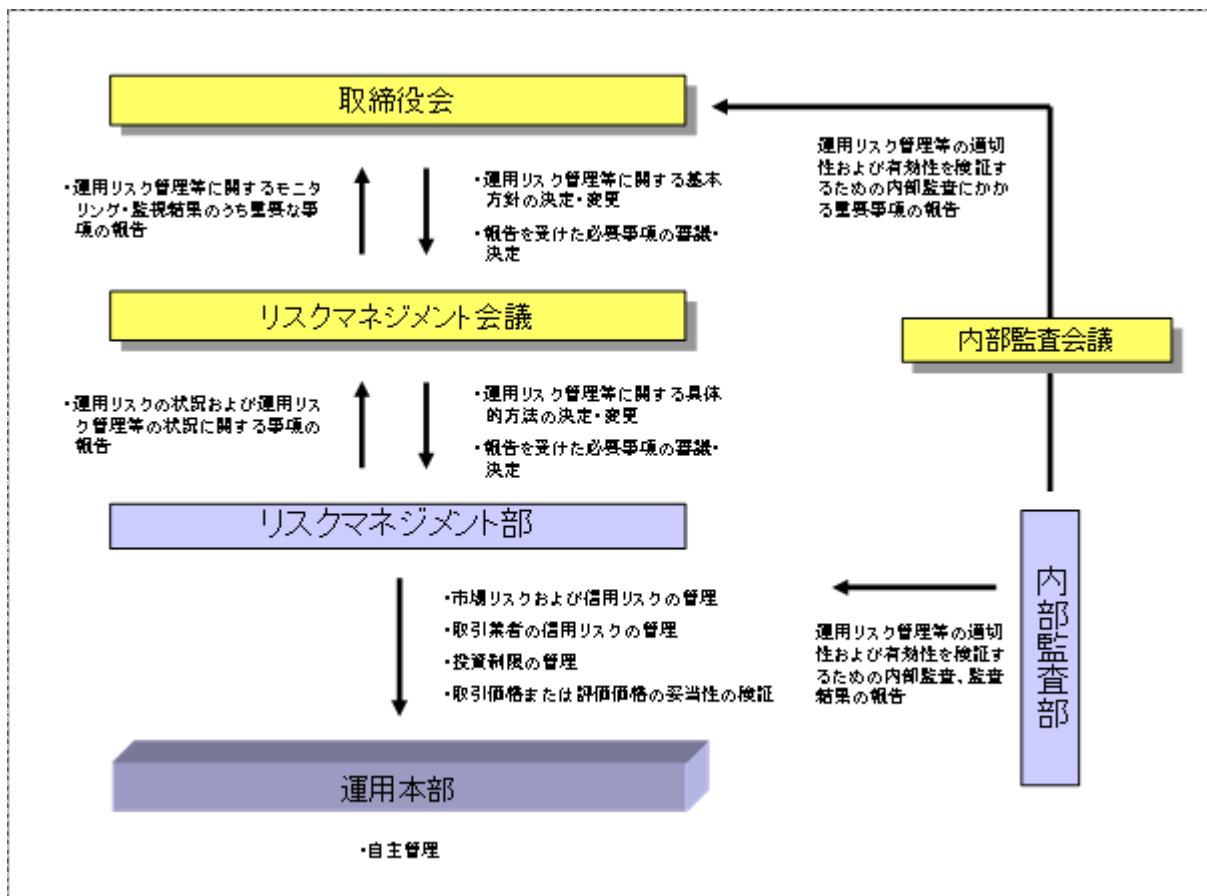 取締役会
・運用リスク管理等に関するモニ
タリング・監視結果のうち重要な事
項の報告
・運用リスク管理等に関する基本
方針の決定・変更
・報告を受けた必要事項の審議・
決定
運用リスク管理等の適切
性および有効性を検証す
るための内部監査にかか
る重要事項の報告
リスクマネジメント会議
内部監査会議
・運用リスクの状況および運用リス
ク管理等の状況に関する事項の
報告
・運用リスク管理等に関する具体
的方法の決定・変更
・報告を受けた必要事項の審議・
決定
リスクマネジメント部
・市場リスクおよび信用リスクの管理
・取引業者の信用リスクの管理
・投資制限の管理
・取引価格または評価価格の妥当性の検証
運用リスク管理等の適切
性および有効性を検証す
るための内部監査、監査
結果の報告
内部監査部
運用本部
・自主管理